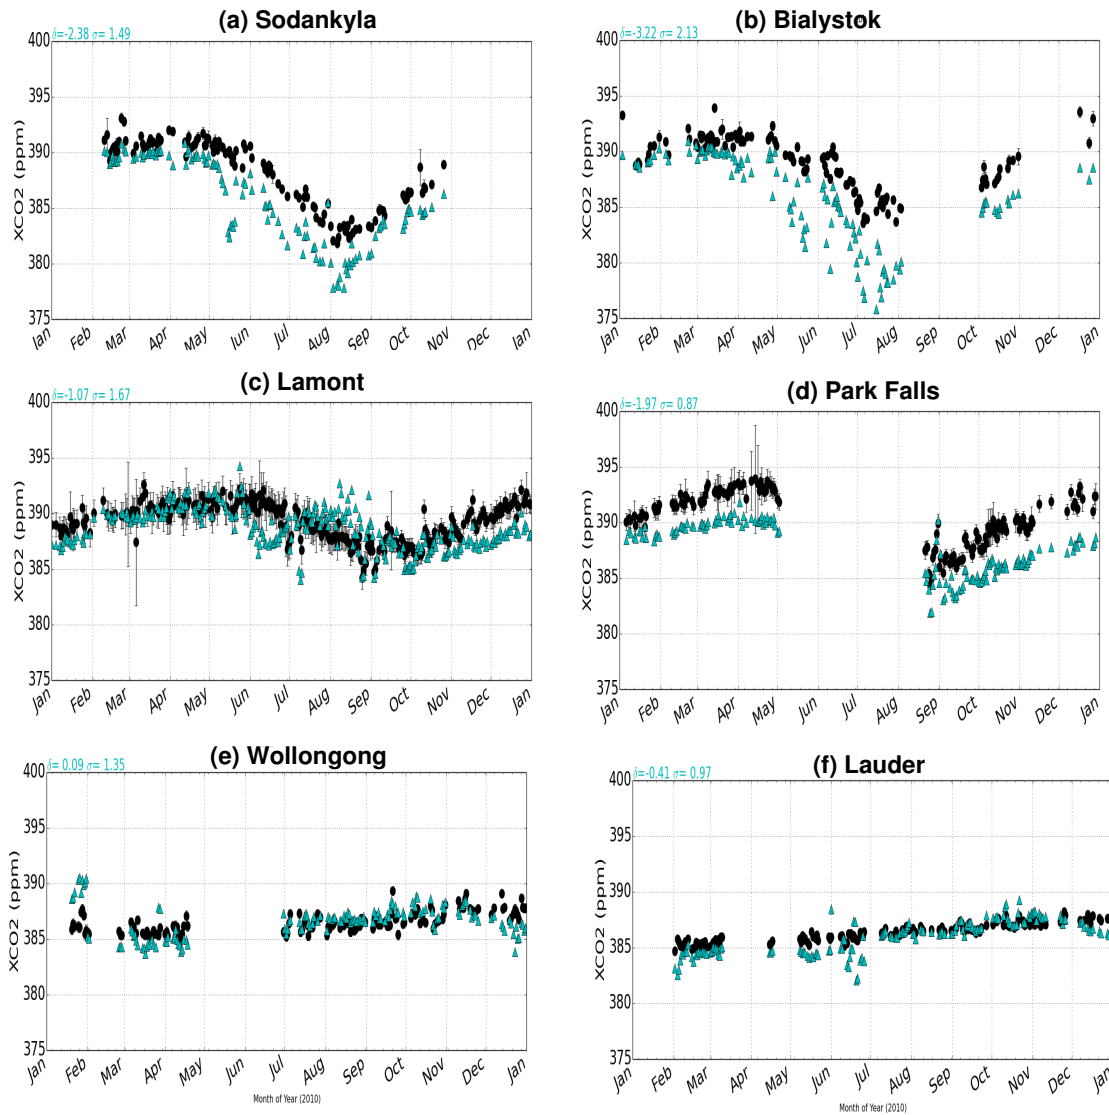 (a) Sodankyla
δ=-2.38 σ= 1.49
XCO2 (ppm)
400
395
390
385
380
375
Jan Feb Mar Apr May Jun Jul Aug Sep Oct Nov Dec Jan
(b) Bialystok
δ=-3.22 σ= 2.13
XCO2 (ppm)
400
395
390
385
380
375
Jan Feb Mar Apr May Jun Jul Aug Sep Oct Nov Dec Jan
(c) Lamont
δ=-1.07 σ= 1.67
XCO2 (ppm)
400
395
390
385
380
375
Jan Feb Mar Apr May Jun Jul Aug Sep Oct Nov Dec Jan
(d) Park Falls
δ=-1.97 σ= 0.87
XCO2 (ppm)
400
395
390
385
380
375
Jan Feb Mar Apr May Jun Jul Aug Sep Oct Nov Dec Jan
(e) Wollongong
δ= 0.09 σ= 1.35
XCO2 (ppm)
400
395
390
385
380
375
Jan Feb Mar Apr May Jun Jul Aug Sep Oct Nov Dec Jan
Month of Year (2010)
(f) Lauder
δ=-0.41 σ= 0.97
XCO2 (ppm)
400
395
390
385
380
375
Jan Feb Mar Apr May Jun Jul Aug Sep Oct Nov Dec Jan
Month of Year (2010)